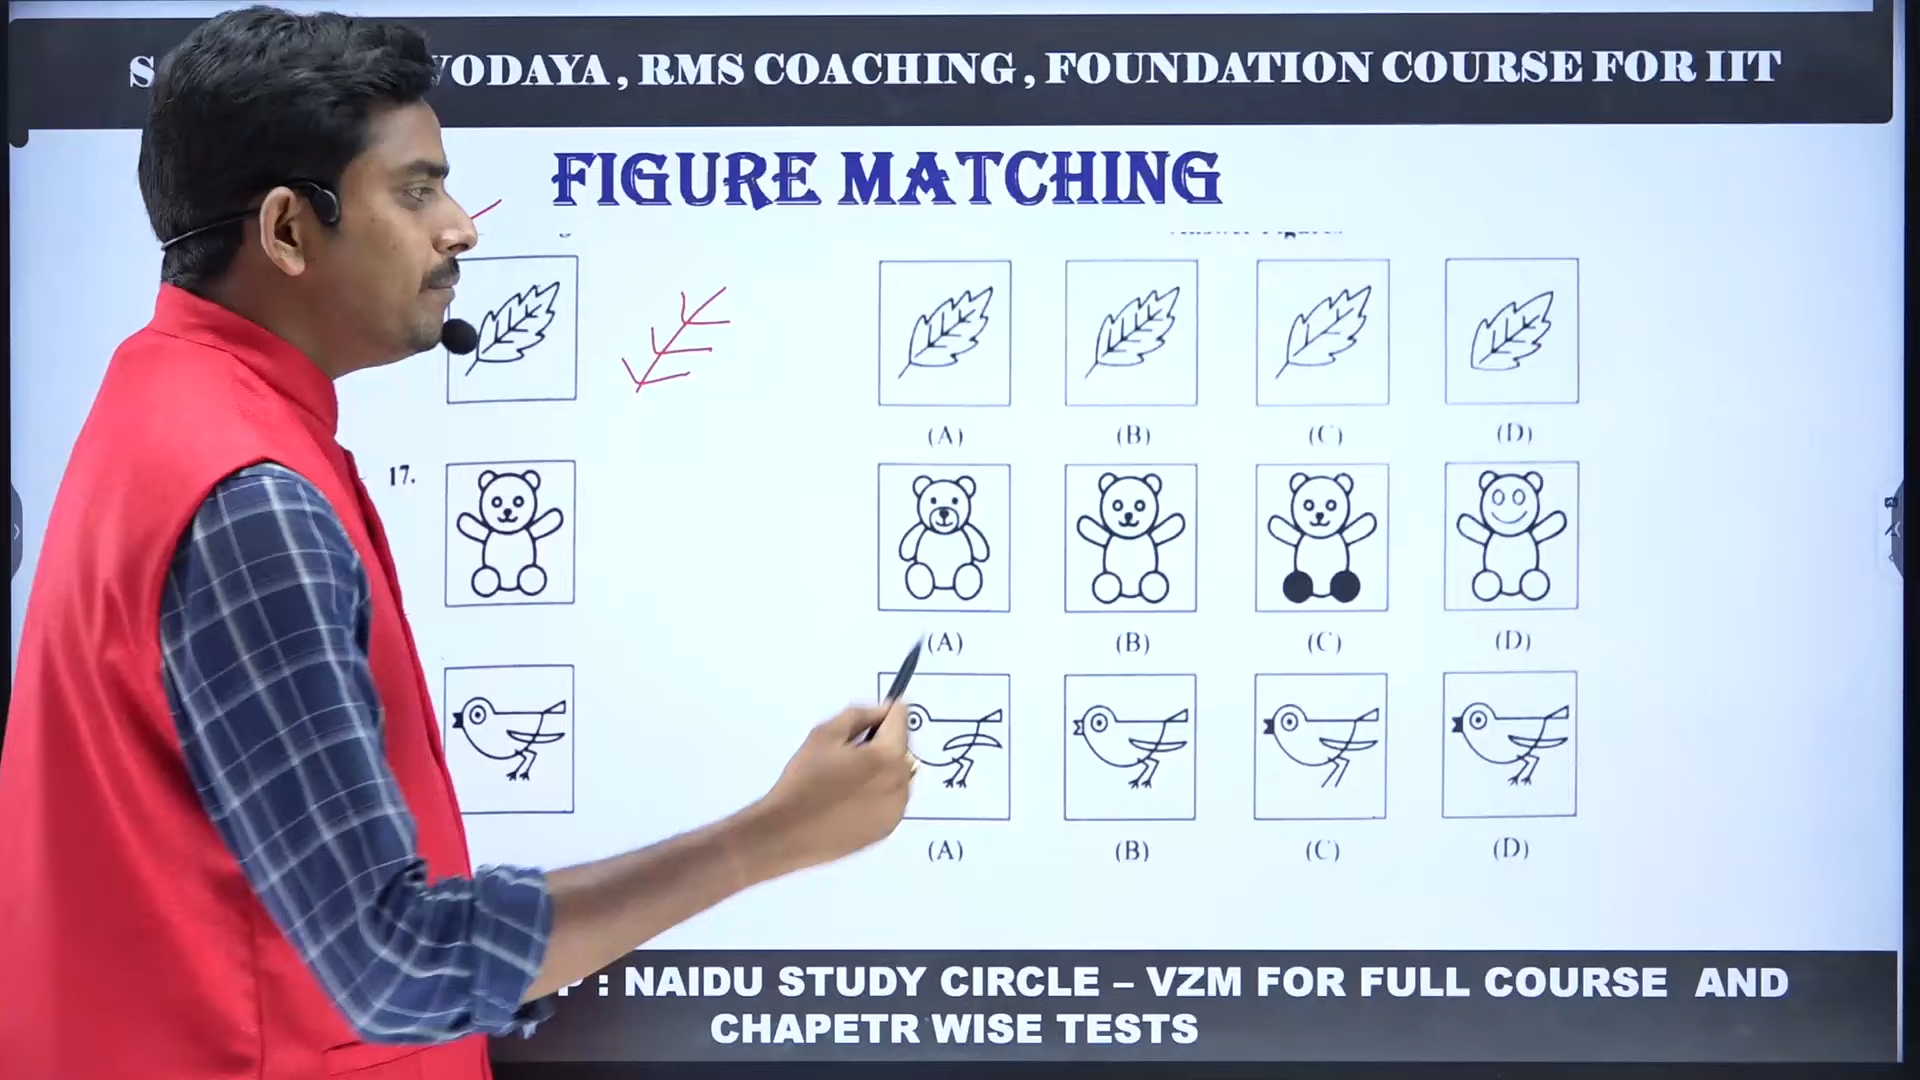 VODAYA , RMS COACHING , FOUNDATION COURSE FOR IIT
FIGURE MATCHING
(A) (B) (C) (D)
17.
(A) (B) (C) (D)
(A) (B) (C) (D)
P : NAIDU STUDY CIRCLE – VZM FOR FULL COURSE AND
CHAPETR WISE TESTS